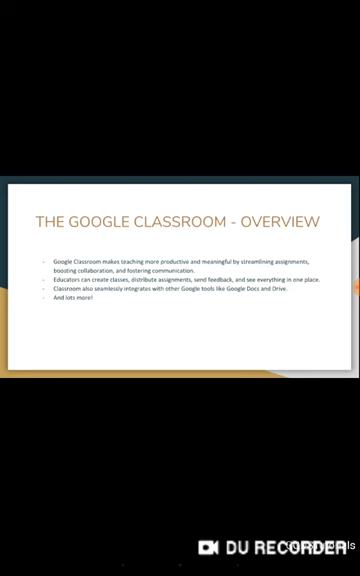 THE GOOGLE CLASSROOM - OVERVIEW
- Google Classroom makes teaching more productive and meaningful by streamlining assignments,
boosting collaboration, and fostering communication.
- Educators can create classes, distribute assignments, send feedback, and see everything in one place.
- Classroom also seamlessly integrates with other Google tools like Google Docs and Drive.
- And lots more!
DU RECORDER